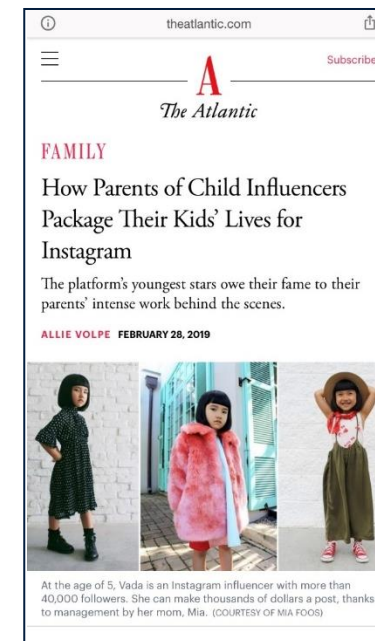 theatlantic.com
Subscribe
A
The Atlantic
FAMILY
How Parents of Child Influencers
Package Their Kids' Lives for
Instagram
The platform's youngest stars owe their fame to their
parents' intense work behind the scenes.
ALLIE VOLPE FEBRUARY 28, 2019
At the age of 5, Vada is an Instagram influencer with more than
40,000 followers. She can make thousands of dollars a post, thanks
to management by her mom, Mia. (COURTESY OF MIA FOOS)